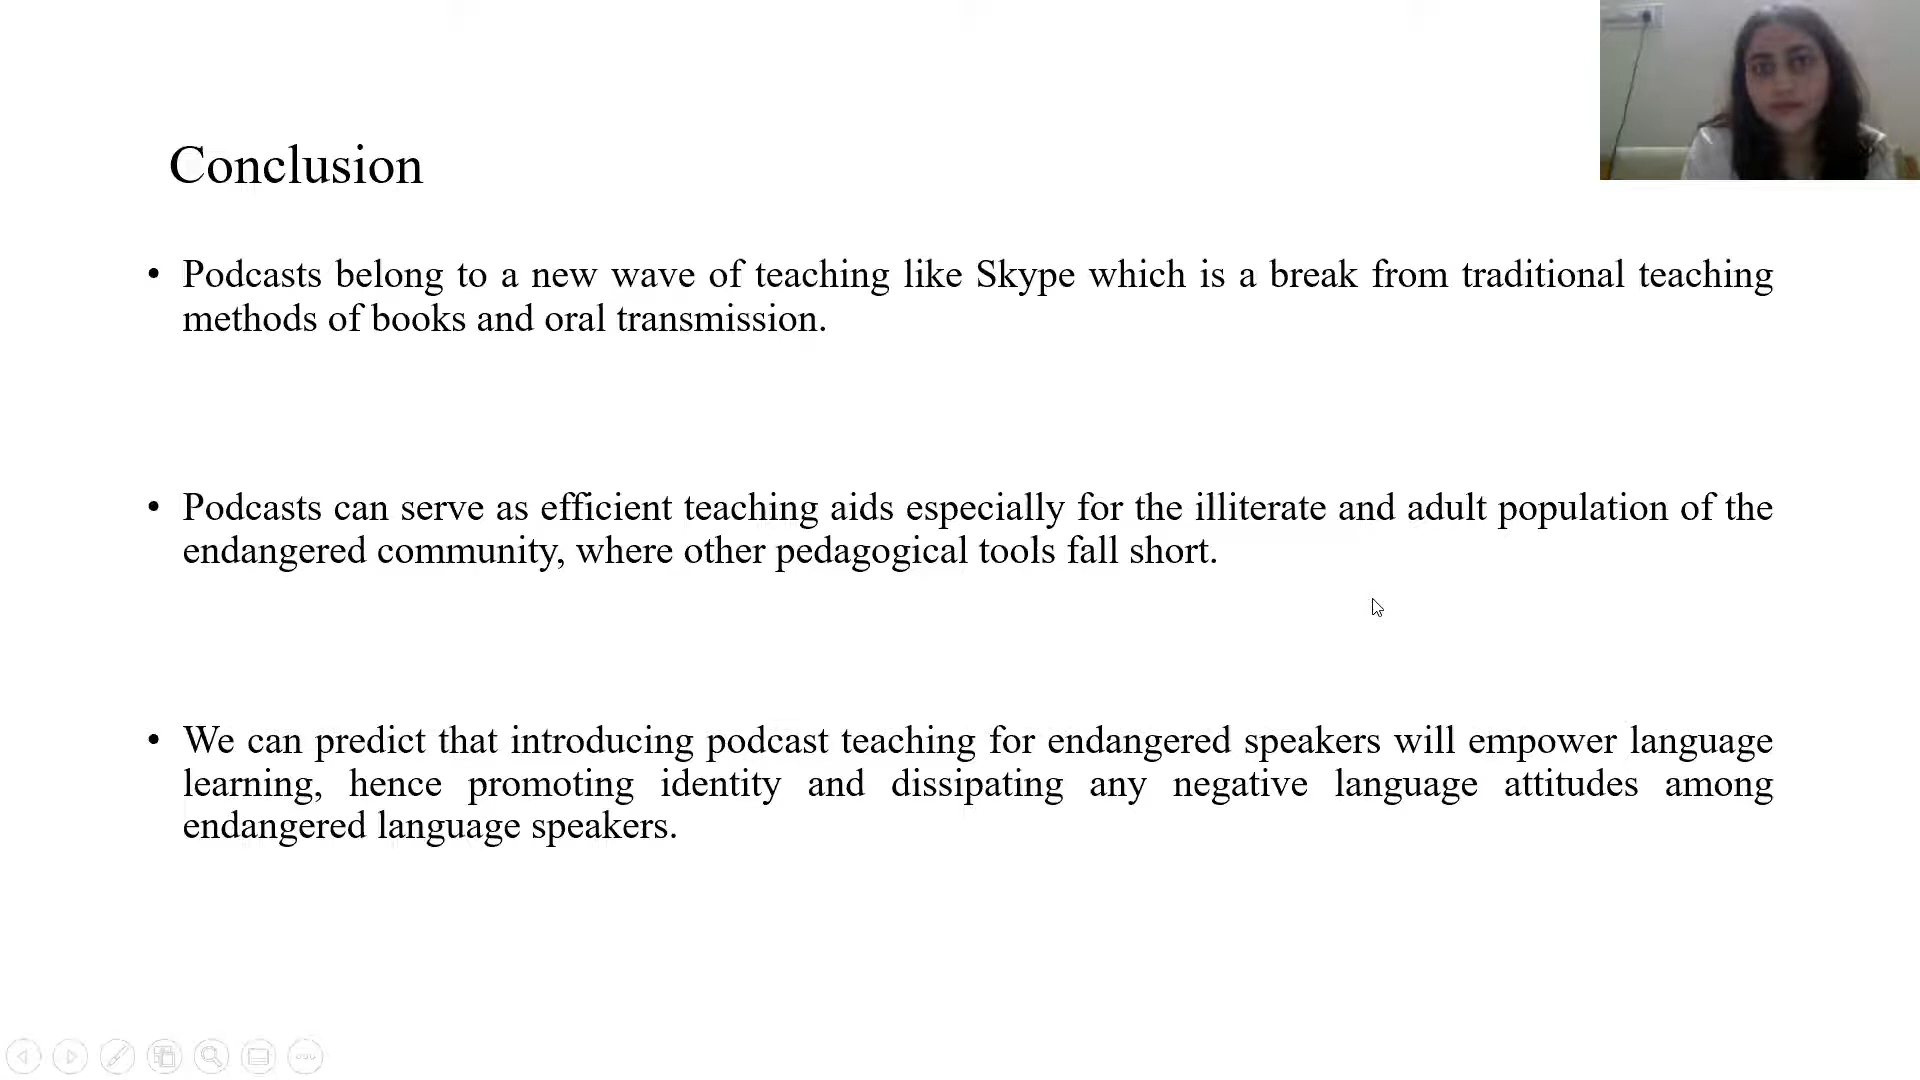 Conclusion
• Podcasts belong to a new wave of teaching like Skype which is a break from traditional teaching
methods of books and oral transmission.
• Podcasts can serve as efficient teaching aids especially for the illiterate and adult population of the
endangered community, where other pedagogical tools fall short.
• We can predict that introducing podcast teaching for endangered speakers will empower language
learning, hence promoting identity and dissipating any negative language attitudes among
endangered language speakers.